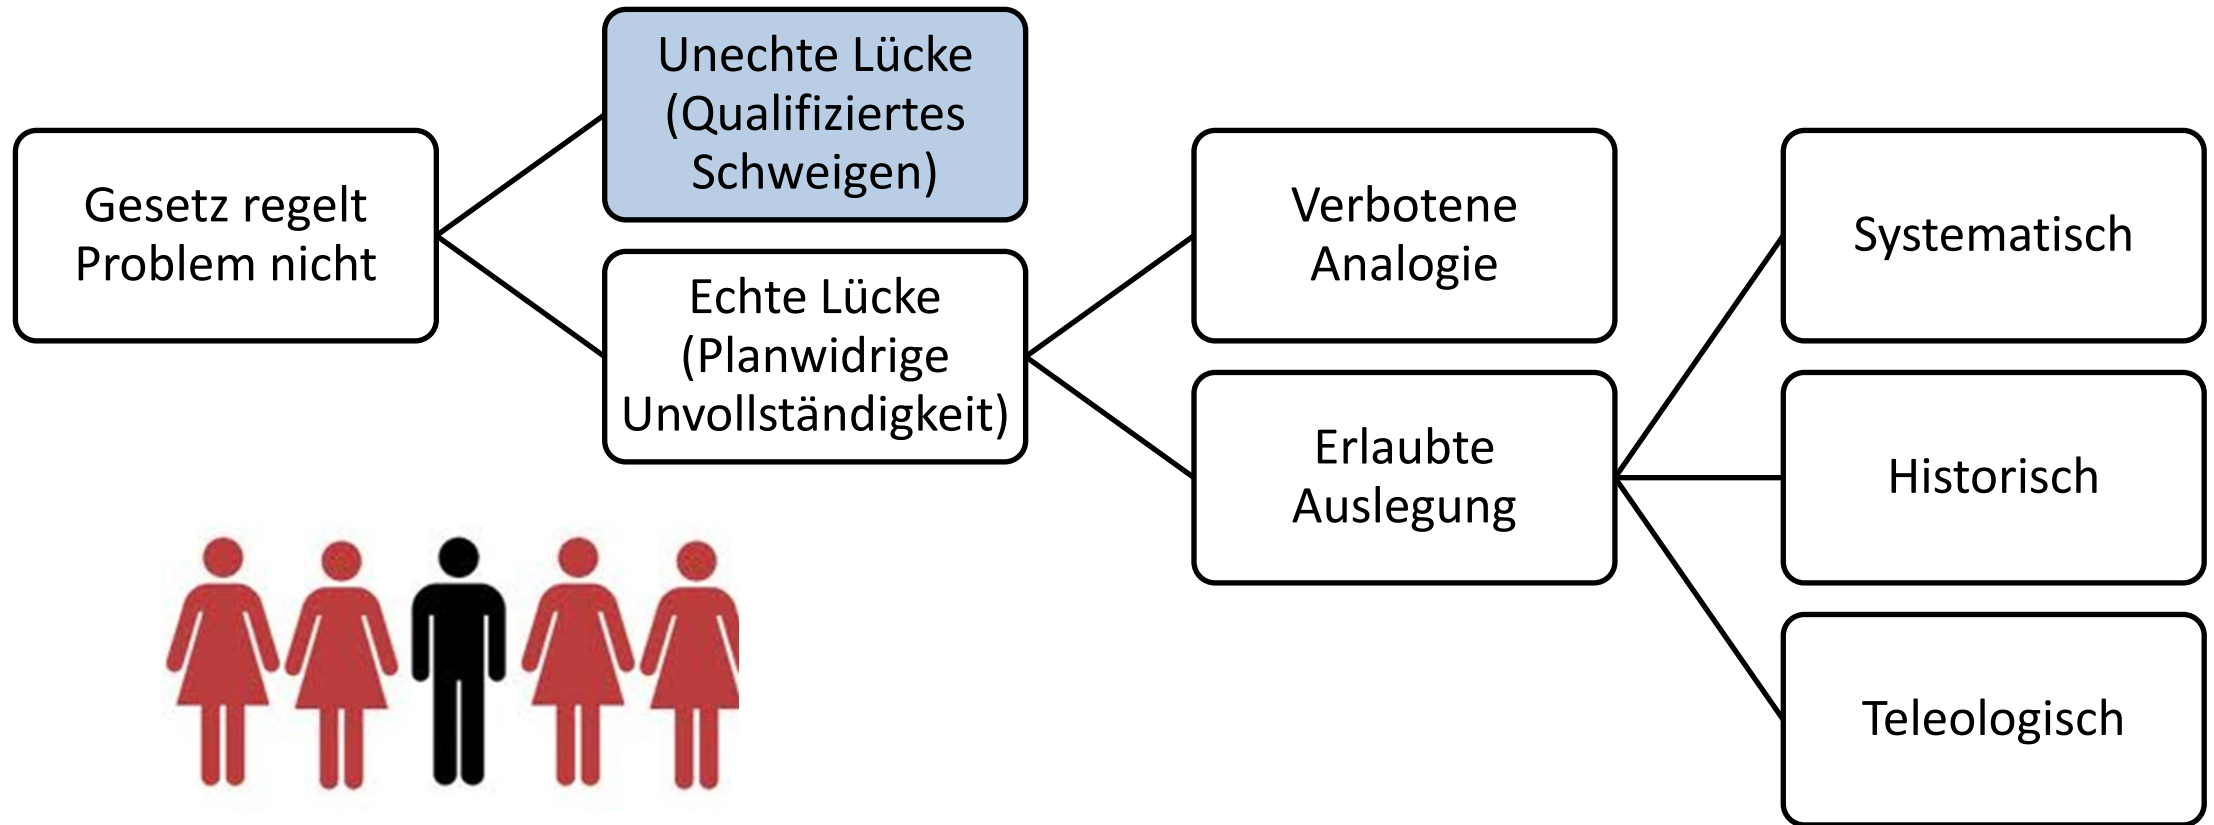 Gesetz regelt
Problem nicht
Unechte Lücke
(Qualifiziertes
Schweigen)
Echte Lücke
(Planwidrige
Unvollständigkeit)
Verbotene
Analogie
Erlaubte
Auslegung
Systematisch
Historisch
Teleologisch